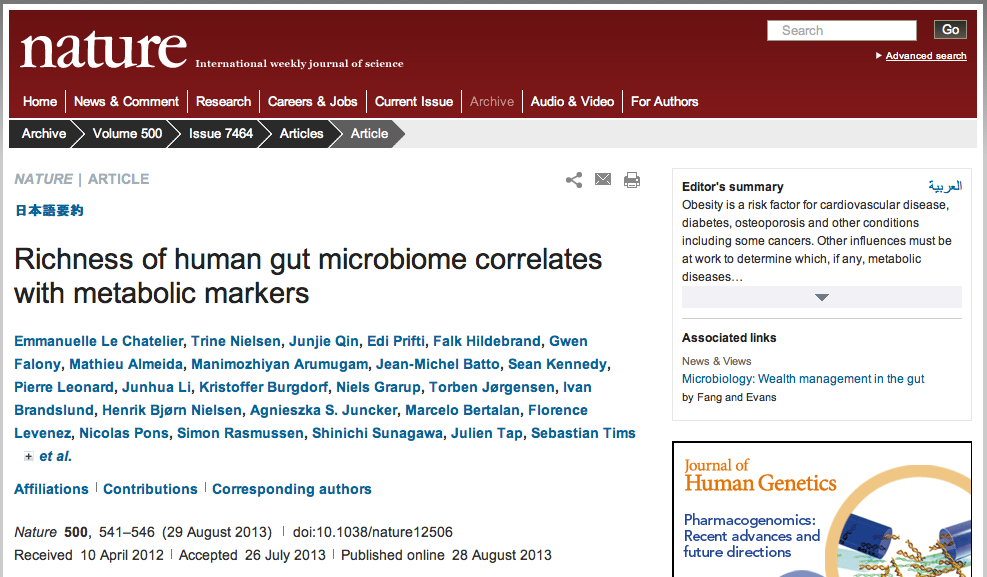 nature International weekly journal of science
Search Go
Advanced search
Home News & Comment Research Careers & Jobs Current Issue Archive Audio & Video For Authors
Archive Volume 500 Issue 7464 Articles Article
NATURE | ARTICLE
日本語要約
Richness of human gut microbiome correlates
with metabolic markers
Emmanuelle Le Chatelier, Trine Nielsen, Junjie Qin, Edi Prifti, Falk Hildebrand, Gwen
Falony, Mathieu Almeida, Manimozhiyan Arumugam, Jean-Michel Batto, Sean Kennedy,
Pierre Leonard, Junhua Li, Kristoffer Burgdorf, Niels Grarup, Torben Jørgensen, Ivan
Brandslund, Henrik Bjørn Nielsen, Agnieszka S. Juncker, Marcelo Bertalan, Florence
Levenez, Nicolas Pons, Simon Rasmussen, Shinichi Sunagawa, Julien Tap, Sebastian Tims
+ et al.
Affiliations | Contributions | Corresponding authors
Nature 500, 541–546 (29 August 2013) | doi:10.1038/nature12506
Received 10 April 2012 | Accepted 26 July 2013 | Published online 28 August 2013
Editor's summary العربية
Obesity is a risk factor for cardiovascular disease,
diabetes, osteoporosis and other conditions
including some cancers. Other influences must be
at work to determine which, if any, metabolic
diseases…
Associated links
News & Views
Microbiology: Wealth management in the gut
by Fang and Evans
Journal of
Human Genetics
Pharmacogenomics:
Recent advances and
future directions